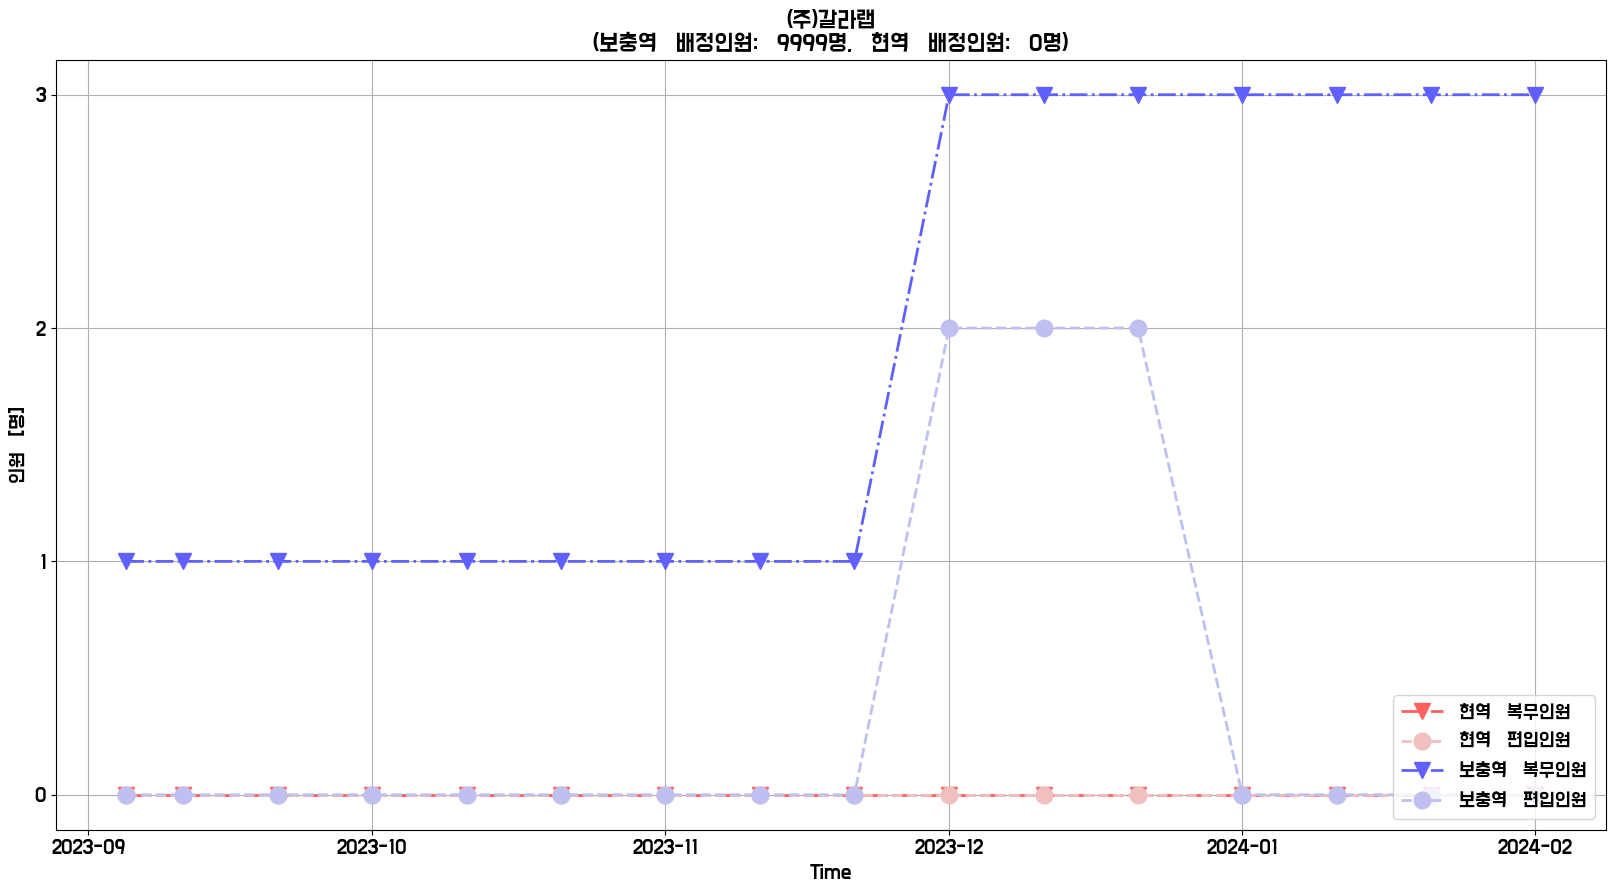 (주)갈라랩
(보충역 배정인원: 9999명, 현역 배정인원: 0명)
인원 [명]
3
2
1
0
현역 복무인원
현역 편입인원
보충역 복무인원
보충역 편입인원
2023-09 2023-10 2023-11 2023-12 2024-01 2024-02
Time